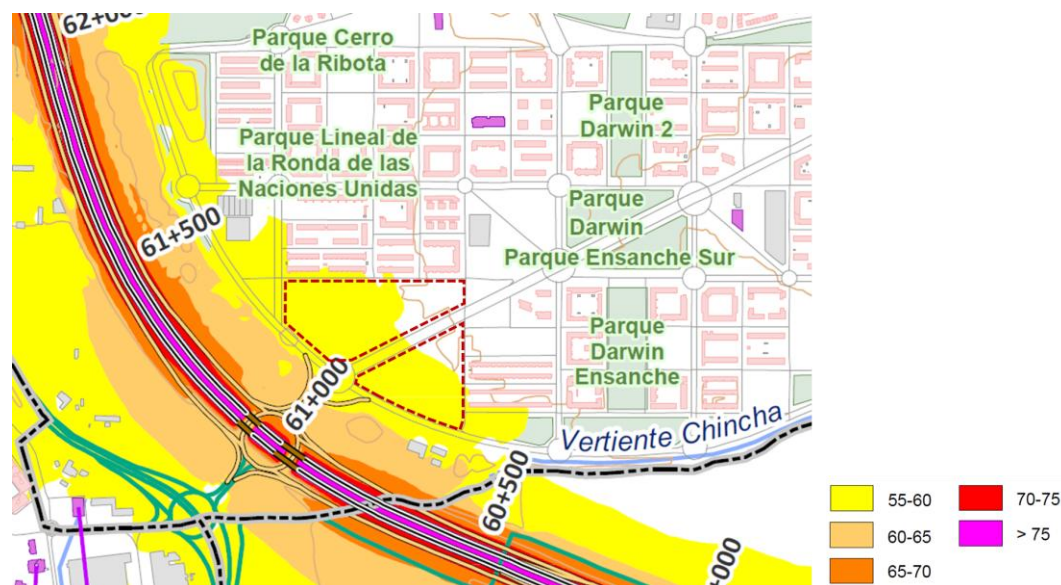 62+000
Parque Cerro
de la Ribota
Parque
Darwin 2
Parque Lineal de
la Ronda de las
Naciones Unidas
Parque
Darwin
61+500
Parque Ensanche Sur
Parque
Darwin
Ensanche
61+000
Vertiente Chincha
60+500
+000
55-60
60-65
65-70
70-75
> 75